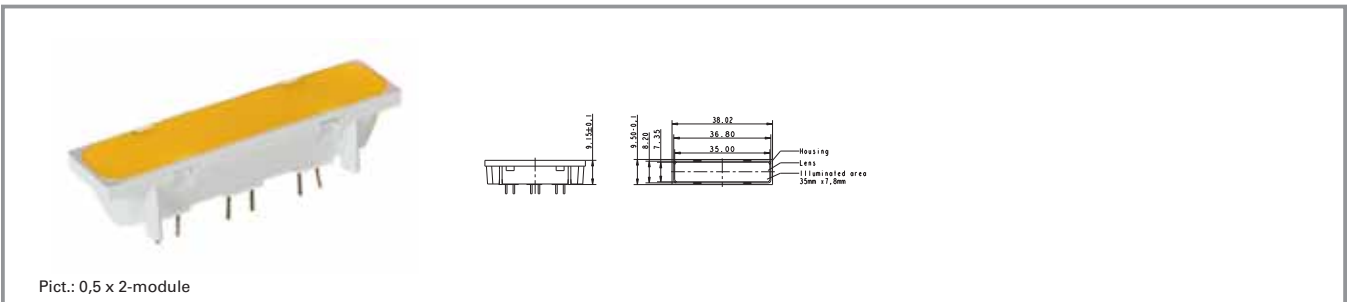 9.15±0.1
9.50-0.1
8.20
7.35
38.02
36.80
35.00
Housing
Lens
Illuminated area
35mm x7,8mm
Pict.: 0,5 x 2-module